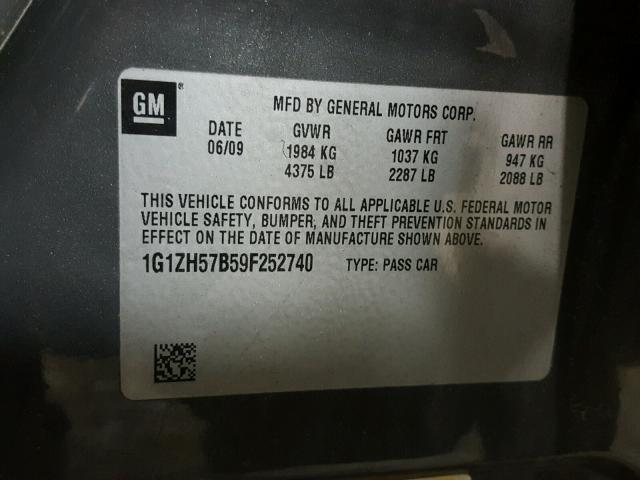 GM ®
MFD BY GENERAL MOTORS CORP.
DATE GVWR GAWR FRT GAWR RR
06/09 1984 KG 1037 KG 947 KG
4375 LB 2287 LB 2088 LB
THIS VEHICLE CONFORMS TO ALL APPLICABLE U.S. FEDERAL MOTOR
VEHICLE SAFETY, BUMPER, AND THEFT PREVENTION STANDARDS IN
EFFECT ON THE DATE OF MANUFACTURE SHOWN ABOVE.
1G1ZH57B59F252740 TYPE: PASS CAR